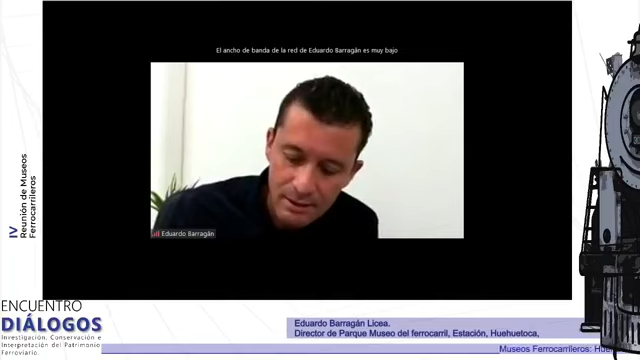 El ancho de banda de la red de Eduardo Barragán es muy bajo
Eduardo Barragán
IV
Reunión de Museos
Ferrocarrileros
ENCUENTRO
DIÁLOGOS
Investigación, Conservación e
Interpretación del Patrimonio
Ferroviario.
Eduardo Barragán Licea.
Director de Parque Museo del ferrocarril, Estación, Huehuetoca,
Museos Ferrocarrileros: